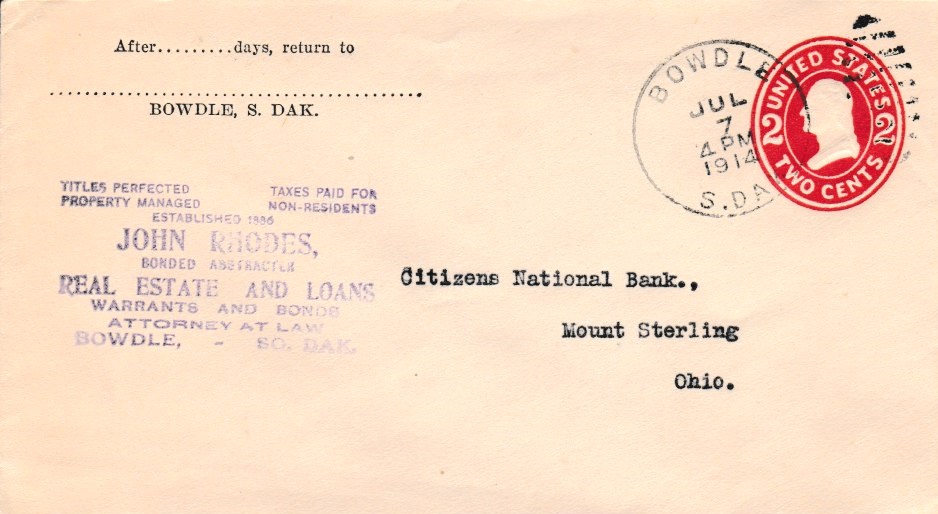 After.........days, return to
BOWDLE, S. DAK.
BOWDLE
JUL
7
4 PM
1914
S. DAK
UNITED STATES
2 2
TWO CENTS
TITLES PERFECTED TAXES PAID FOR
PROPERTY MANAGED NON-RESIDENTS
ESTABLISHED 1886
JOHN RHODES,
BONDED ABSTRACTER
REAL ESTATE AND LOANS
WARRANTS AND BONDS
ATTORNEY AT LAW
BOWDLE, - SO. DAK.
Citizens National Bank.,
Mount Sterling
Ohio.